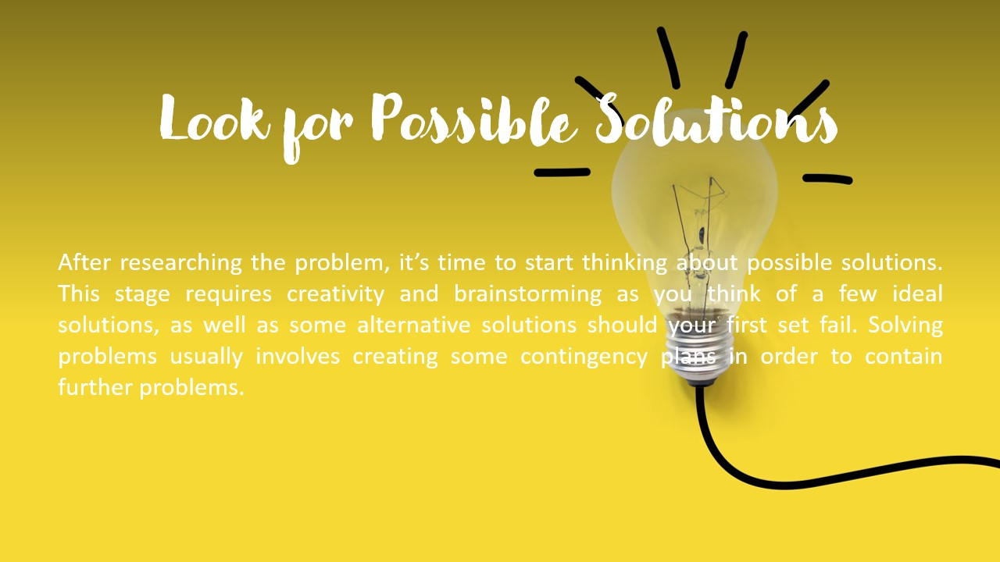 Look for Possible Solutions
After researching the problem, it’s time to start thinking about possible solutions.
This stage requires creativity and brainstorming as you think of a few ideal
solutions, as well as some alternative solutions should your first set fail. Solving
problems usually involves creating some contingency plans in order to contain
further problems.